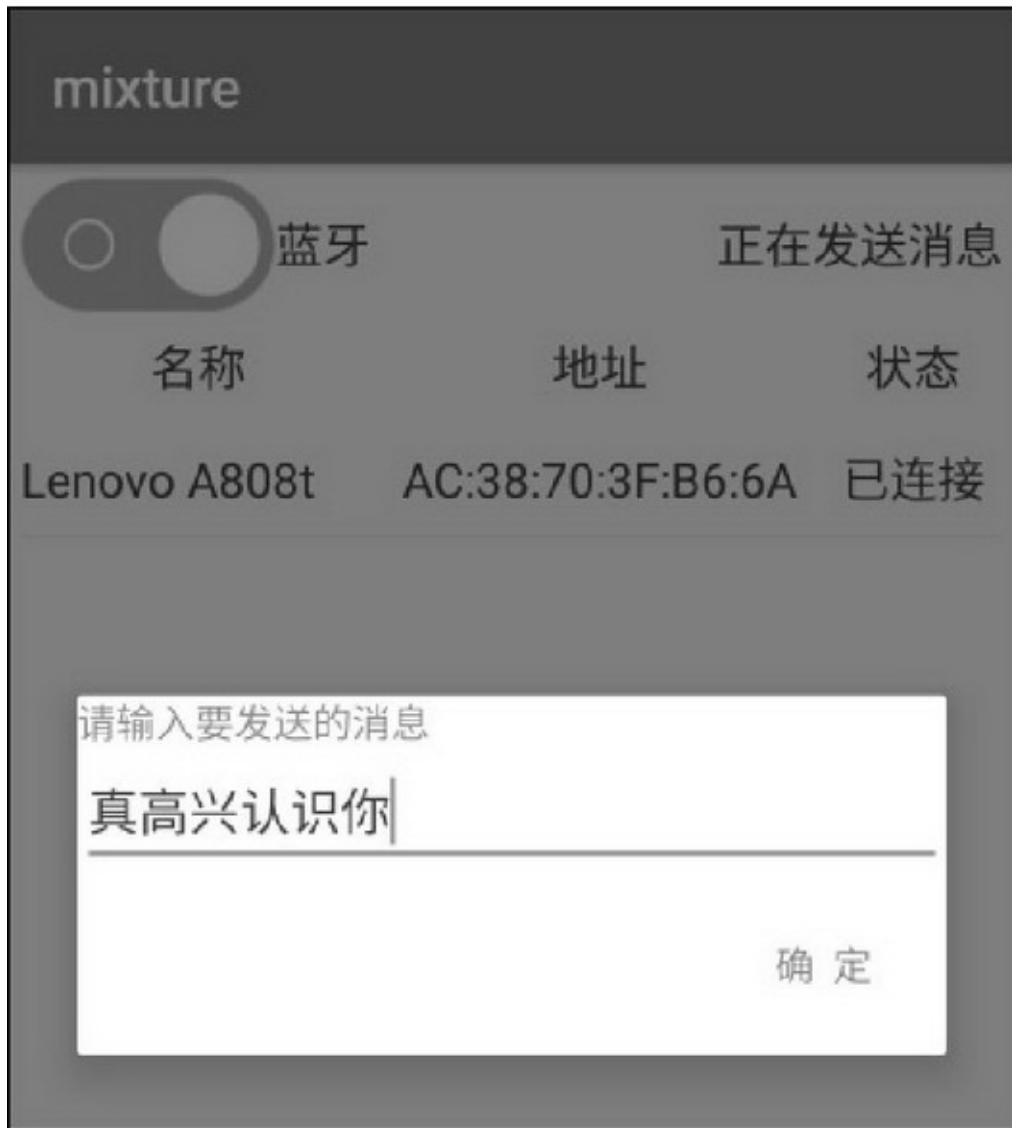 mixture
蓝牙 正在发送消息
名称 地址 状态
Lenovo A808t AC:38:70:3F:B6:6A 已连接
请输入要发送的消息
真高兴认识你
确 定